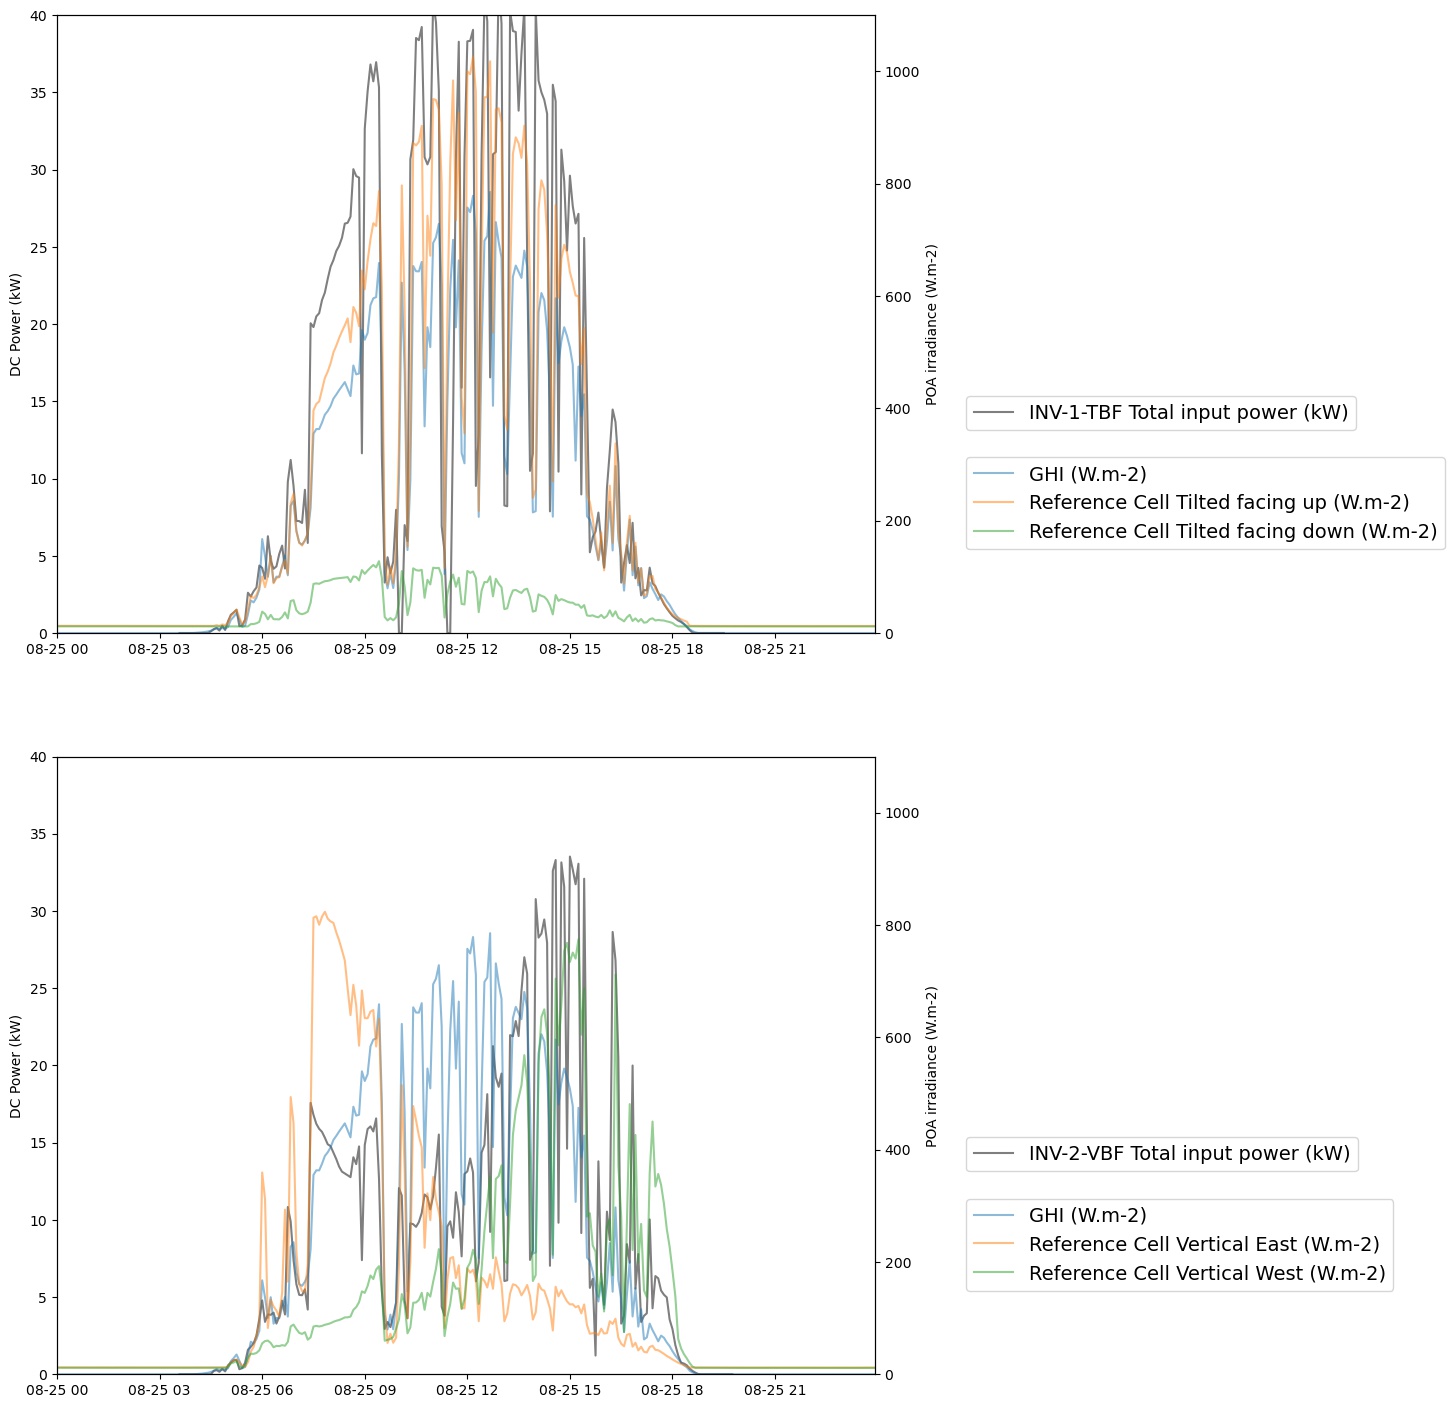 40
35
30
25
20
15
10
5
0
DC Power (kW)
1000
800
600
400
200
0
POA irradiance (W.m-2)
08-25 00 08-25 03 08-25 06 08-25 09 08-25 12 08-25 15 08-25 18 08-25 21
INV-1-TBF Total input power (kW)
GHI (W.m-2)
Reference Cell Tilted facing up (W.m-2)
Reference Cell Tilted facing down (W.m-2)
40
35
30
25
20
15
10
5
0
DC Power (kW)
1000
800
600
400
200
0
POA irradiance (W.m-2)
08-25 00 08-25 03 08-25 06 08-25 09 08-25 12 08-25 15 08-25 18 08-25 21
INV-2-VBF Total input power (kW)
GHI (W.m-2)
Reference Cell Vertical East (W.m-2)
Reference Cell Vertical West (W.m-2)